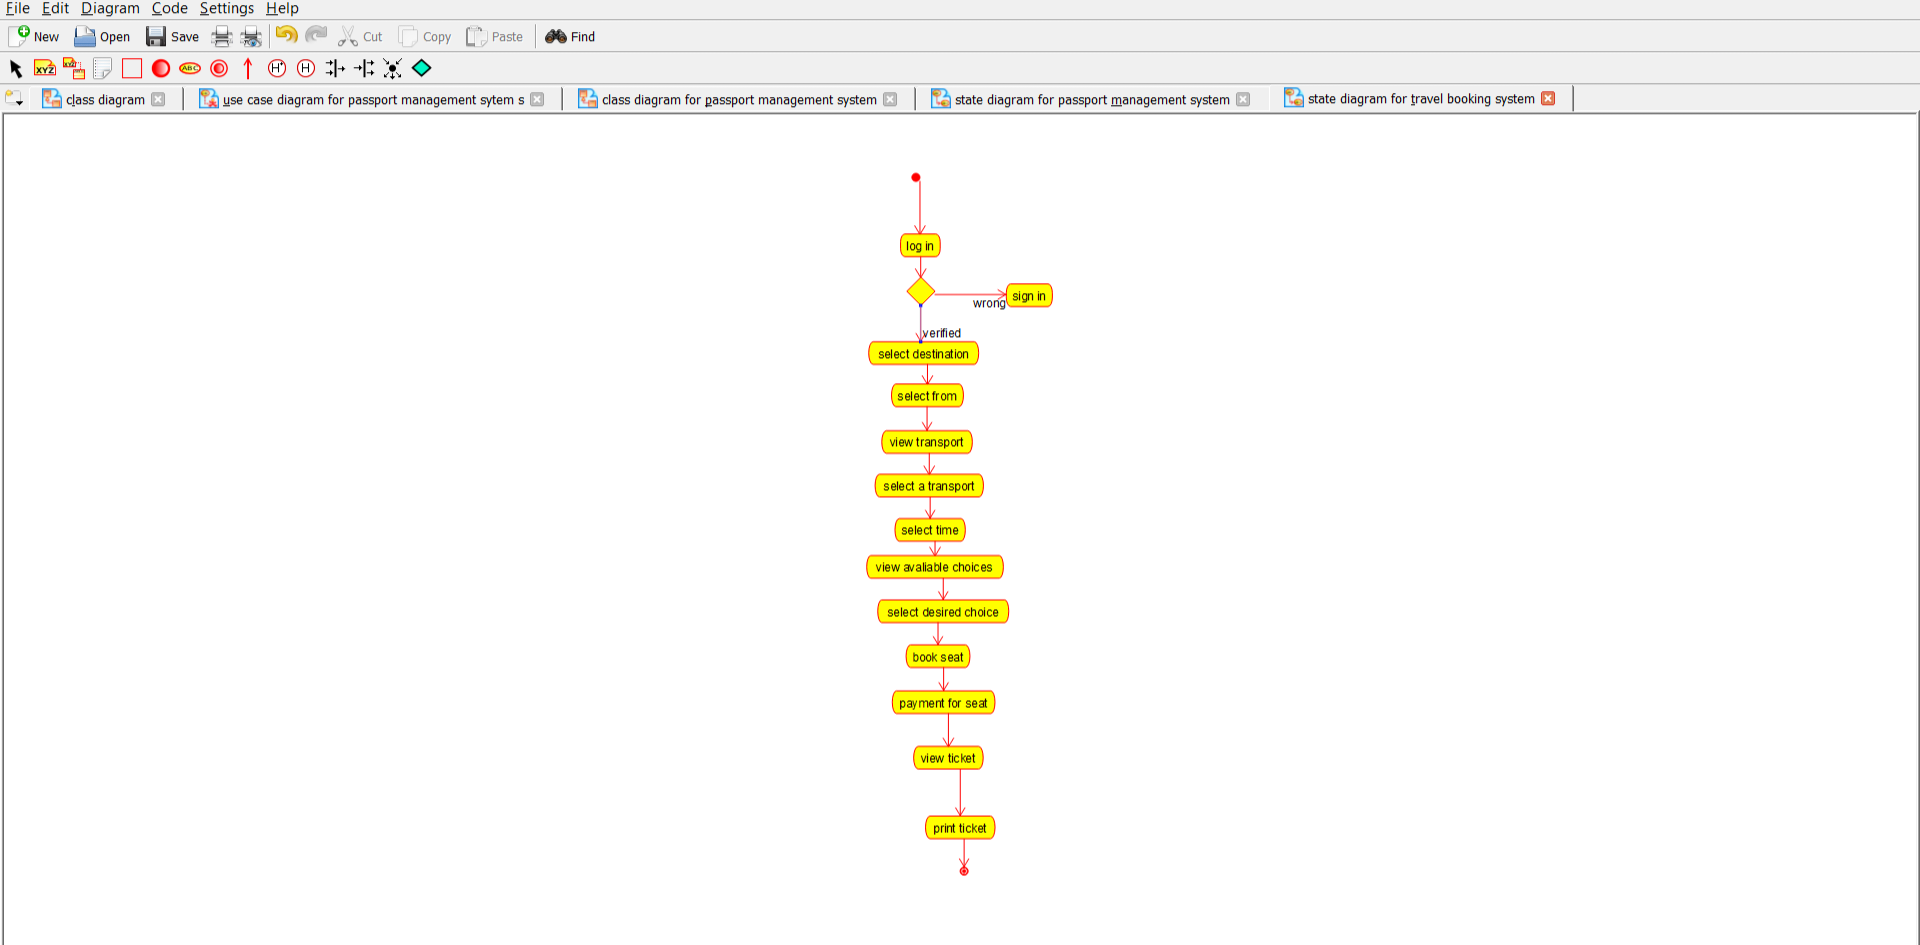 File Edit Diagram Code Settings Help
New Open Save Cut Copy Paste Find
XYZ XYZ ABC H* H
class diagram use case diagram for passport management sytem s class diagram for passport management system state diagram for passport management system state diagram for travel booking system
log in
wrong
sign in
verified
select destination
select from
view transport
select a transport
select time
view avaliable choices
select desired choice
book seat
payment for seat
view ticket
print ticket